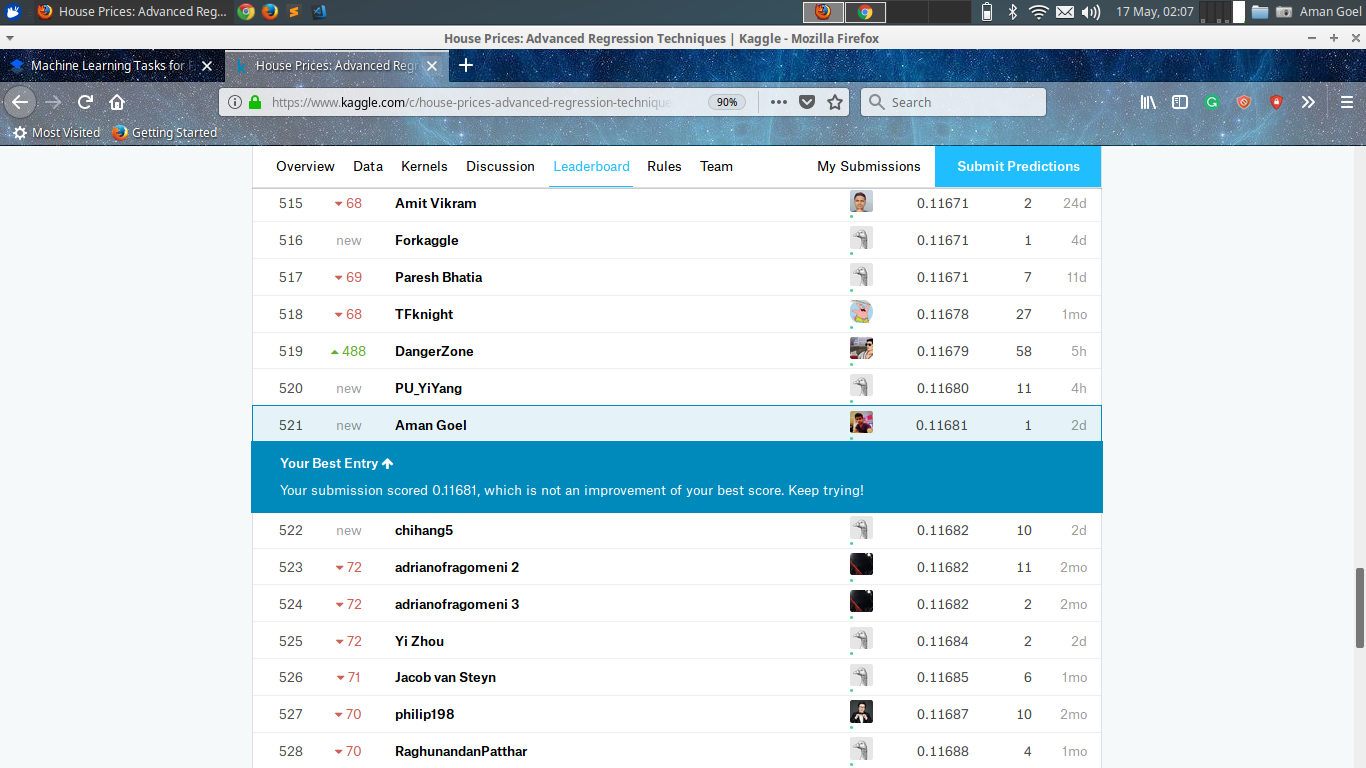 House Prices: Advanced Reg... 17 May, 02:07 Aman Goel
House Prices: Advanced Regression Techniques | Kaggle - Mozilla Firefox
Machine Learning Tasks for House Prices: Advanced Regr
https://www.kaggle.com/c/house-prices-advanced-regression-technique 90% Search
Most Visited Getting Started
Overview Data Kernels Discussion Leaderboard Rules Team My Submissions Submit Predictions
515 68 Amit Vikram 0.11671 2 24d
516 new Forkaggle 0.11671 1 4d
517 69 Paresh Bhatia 0.11671 7 11d
518 68 TFknight 0.11678 27 1mo
519 488 DangerZone 0.11679 58 5h
520 new PU_YiYang 0.11680 11 4h
521 new Aman Goel 0.11681 1 2d
Your Best Entry
Your submission scored 0.11681, which is not an improvement of your best score. Keep trying!
522 new chihang5 0.11682 10 2d
523 72 adrianofragomeni 2 0.11682 11 2mo
524 72 adrianofragomeni 3 0.11682 2 2mo
525 72 Yi Zhou 0.11684 2 2d
526 71 Jacob van Steyn 0.11685 6 1mo
527 70 philip198 0.11687 10 2mo
528 70 RaghunandanPatthar 0.11688 4 1mo